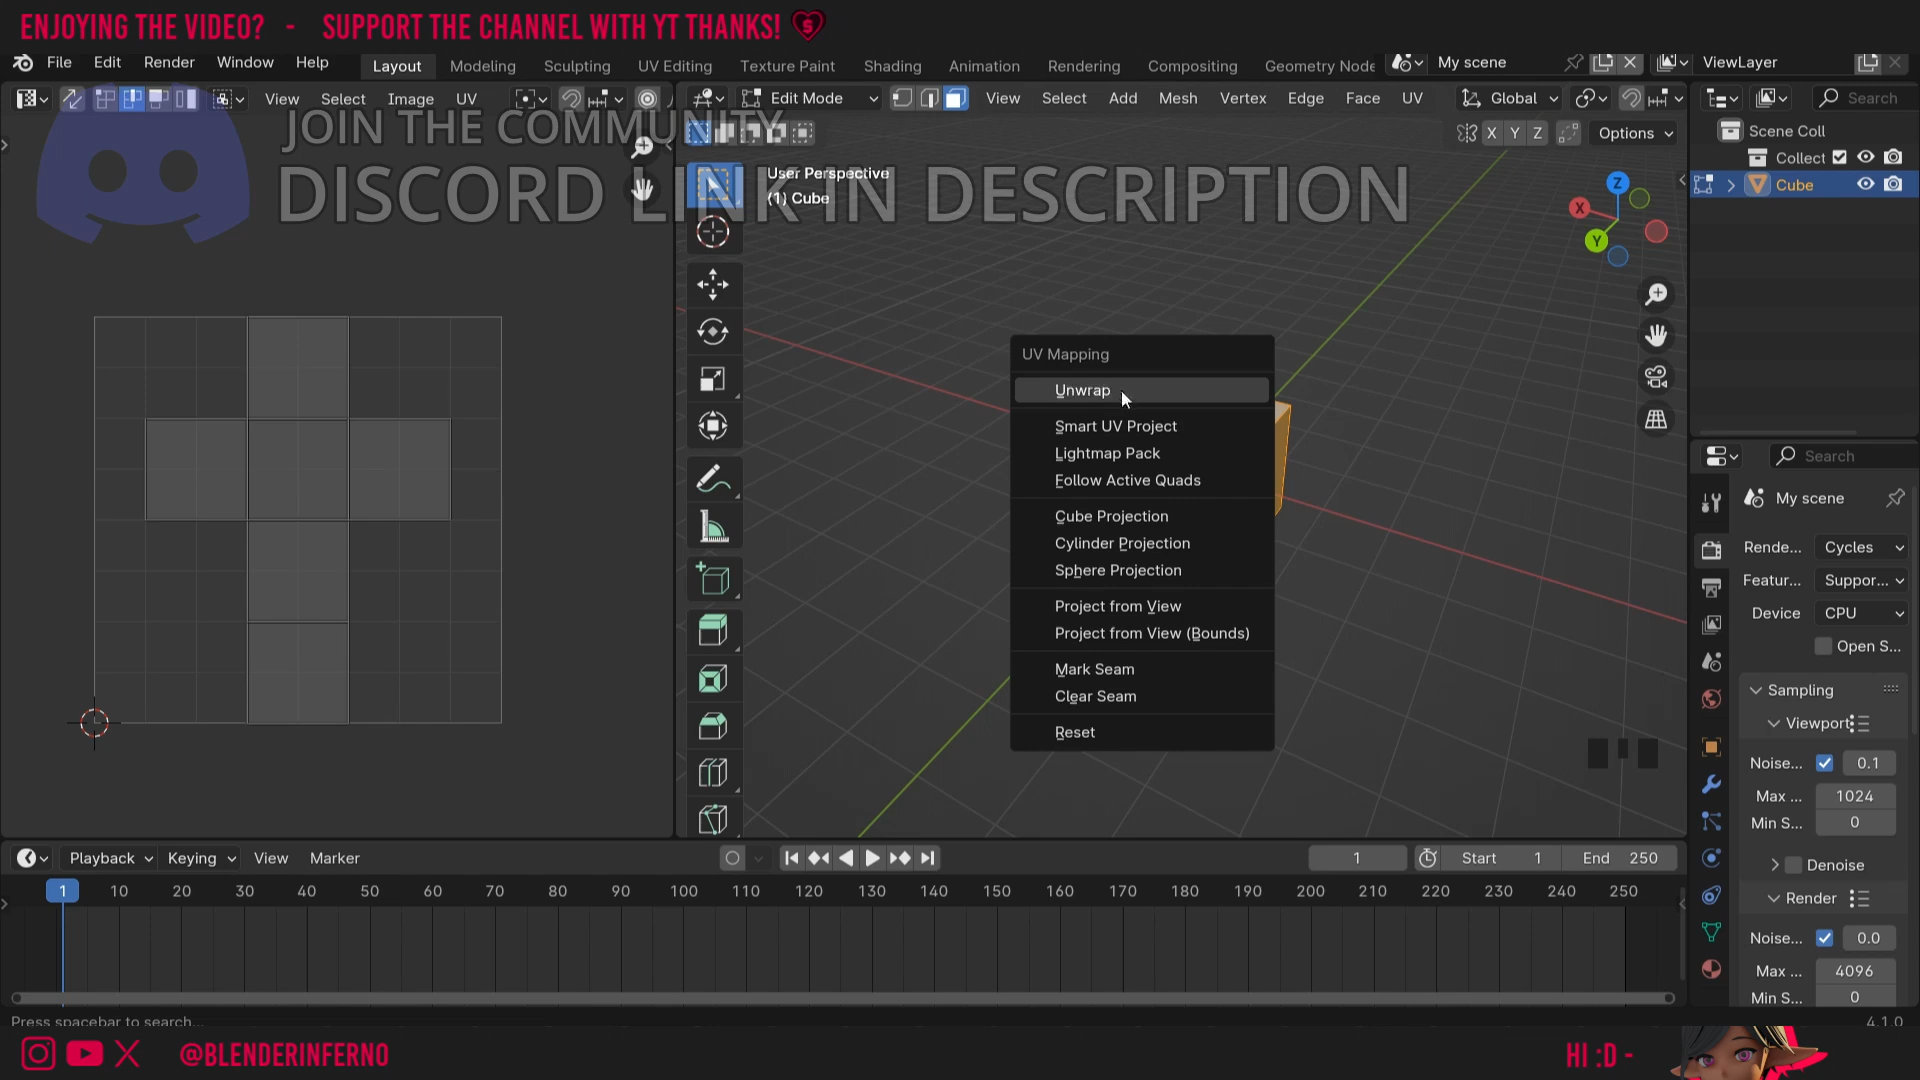 ENJOYING THE VIDEO? - SUPPORT THE CHANNEL WITH YT THANKS!
File Edit Render Window Help Layout Modeling Sculpting UV Editing Texture Paint Shading Animation Rendering Compositing Geometry Node My scene ViewLayer
View Select Image UV Edit Mode View Select Add Mesh Vertex Edge Face UV Global Search
JOIN THE COMMUNITY
X Y Z Options Scene Coll
Collect
DISCORD LINK IN DESCRIPTION
User Perspective
(1) Cube
Cube
Z
X
Y
UV Mapping
Unwrap
Smart UV Project
Lightmap Pack
Follow Active Quads
Cube Projection
Cylinder Projection
Sphere Projection
Project from View
Project from View (Bounds)
Mark Seam
Clear Seam
Reset
Search
My scene
Rende... Cycles
Featur... Suppor...
Device CPU
Open S...
Sampling
Viewport
Noise... 0.1
Max ... 1024
Min S... 0
Denoise
Render
Noise... 0.0
Max ... 4096
Min S... 0
Playback Keying View Marker 1 Start 1 End 250
1 10 20 30 40 50 60 70 80 90 100 110 120 130 140 150 160 170 180 190 200 210 220 230 240 250
Press spacebar to search... 4.1.0
@BLENDERINFERNO HI :D -